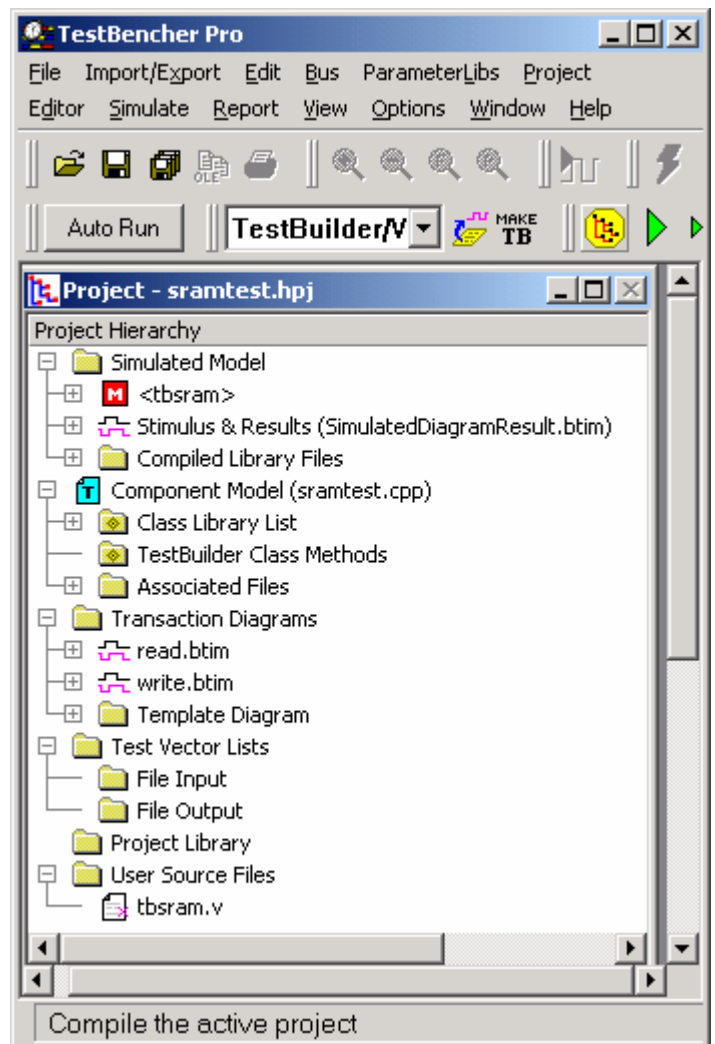 TestBencher Pro
File Import/Export Edit Bus ParameterLibs Project
Editor Simulate Report View Options Window Help
OLE
Auto Run TestBuilder/V MAKE TB
Project - sramtest.hpj
Project Hierarchy
Simulated Model
M <tbsram>
Stimulus & Results (SimulatedDiagramResult.btim)
Compiled Library Files
T Component Model (sramtest.cpp)
Class Library List
TestBuilder Class Methods
Associated Files
Transaction Diagrams
read.btim
write.btim
Template Diagram
Test Vector Lists
File Input
File Output
Project Library
User Source Files
tbsram.v
Compile the active project